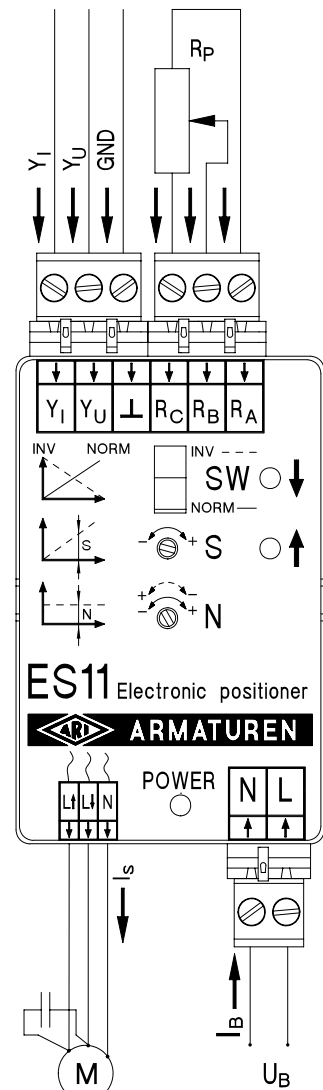 R_P
Y_I Y_U GND
Y_I Y_U ⊥ R_C R_B R_A
INV NORM
INV
SW
NORM
S
- + S
N
+ - - + N
ES11 Electronic positioner
ARI ARMATUREN
L↑ L↓ N
POWER
N L
I_S
I_B
M
U_B